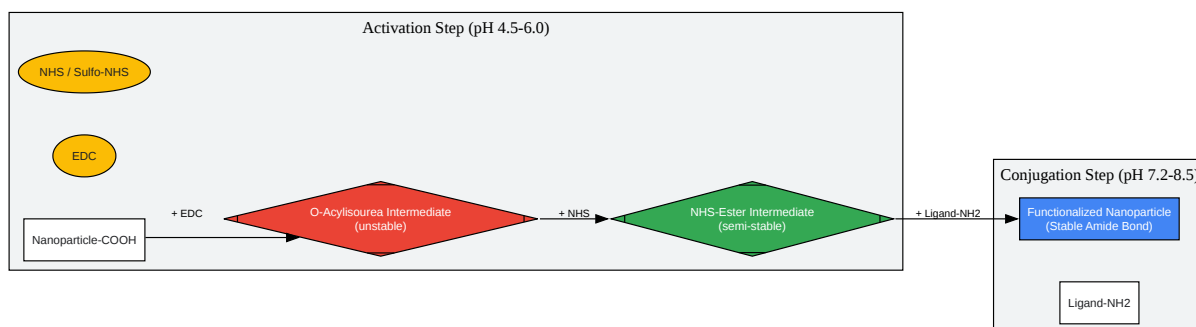 Activation Step (pH 4.5-6.0)
NHS / Sulfo-NHS
EDC
Nanoparticle-COOH
+ EDC
O-Acylisourea Intermediate
(unstable)
+ NHS
NHS-Ester Intermediate
(semi-stable)
+ Ligand-NH2
Conjugation Step (pH 7.2-8.5)
Functionalized Nanoparticle
(Stable Amide Bond)
Ligand-NH2